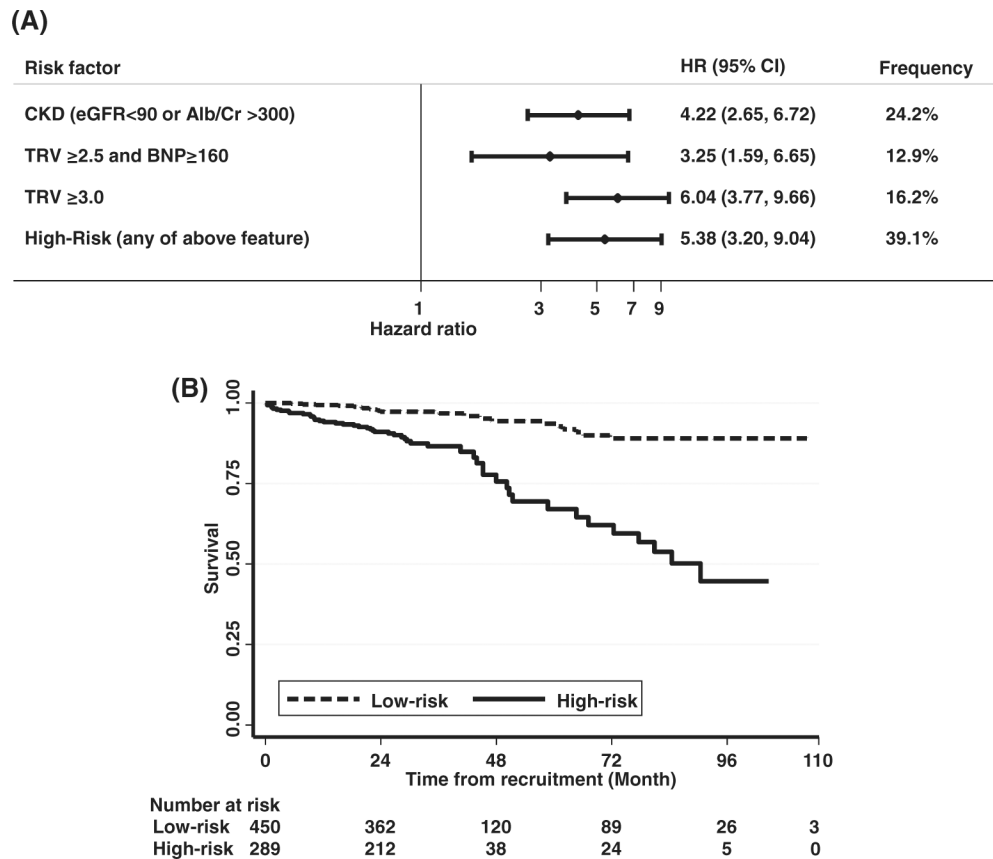 (A)
Risk factor HR (95% CI) Frequency
CKD (eGFR<90 or Alb/Cr >300) 4.22 (2.65, 6.72) 24.2%
TRV ≥2.5 and BNP≥160 3.25 (1.59, 6.65) 12.9%
TRV ≥3.0 6.04 (3.77, 9.66) 16.2%
High-Risk (any of above feature) 5.38 (3.20, 9.04) 39.1%
1 3 5 7 9
Hazard ratio
(B)
Survival
1.00
0.75
0.50
0.25
0.00
Low-risk High-risk
0 24 48 72 96 110
Time from recruitment (Month)
Number at risk
Low-risk 450 362 120 89 26 3
High-risk 289 212 38 24 5 0